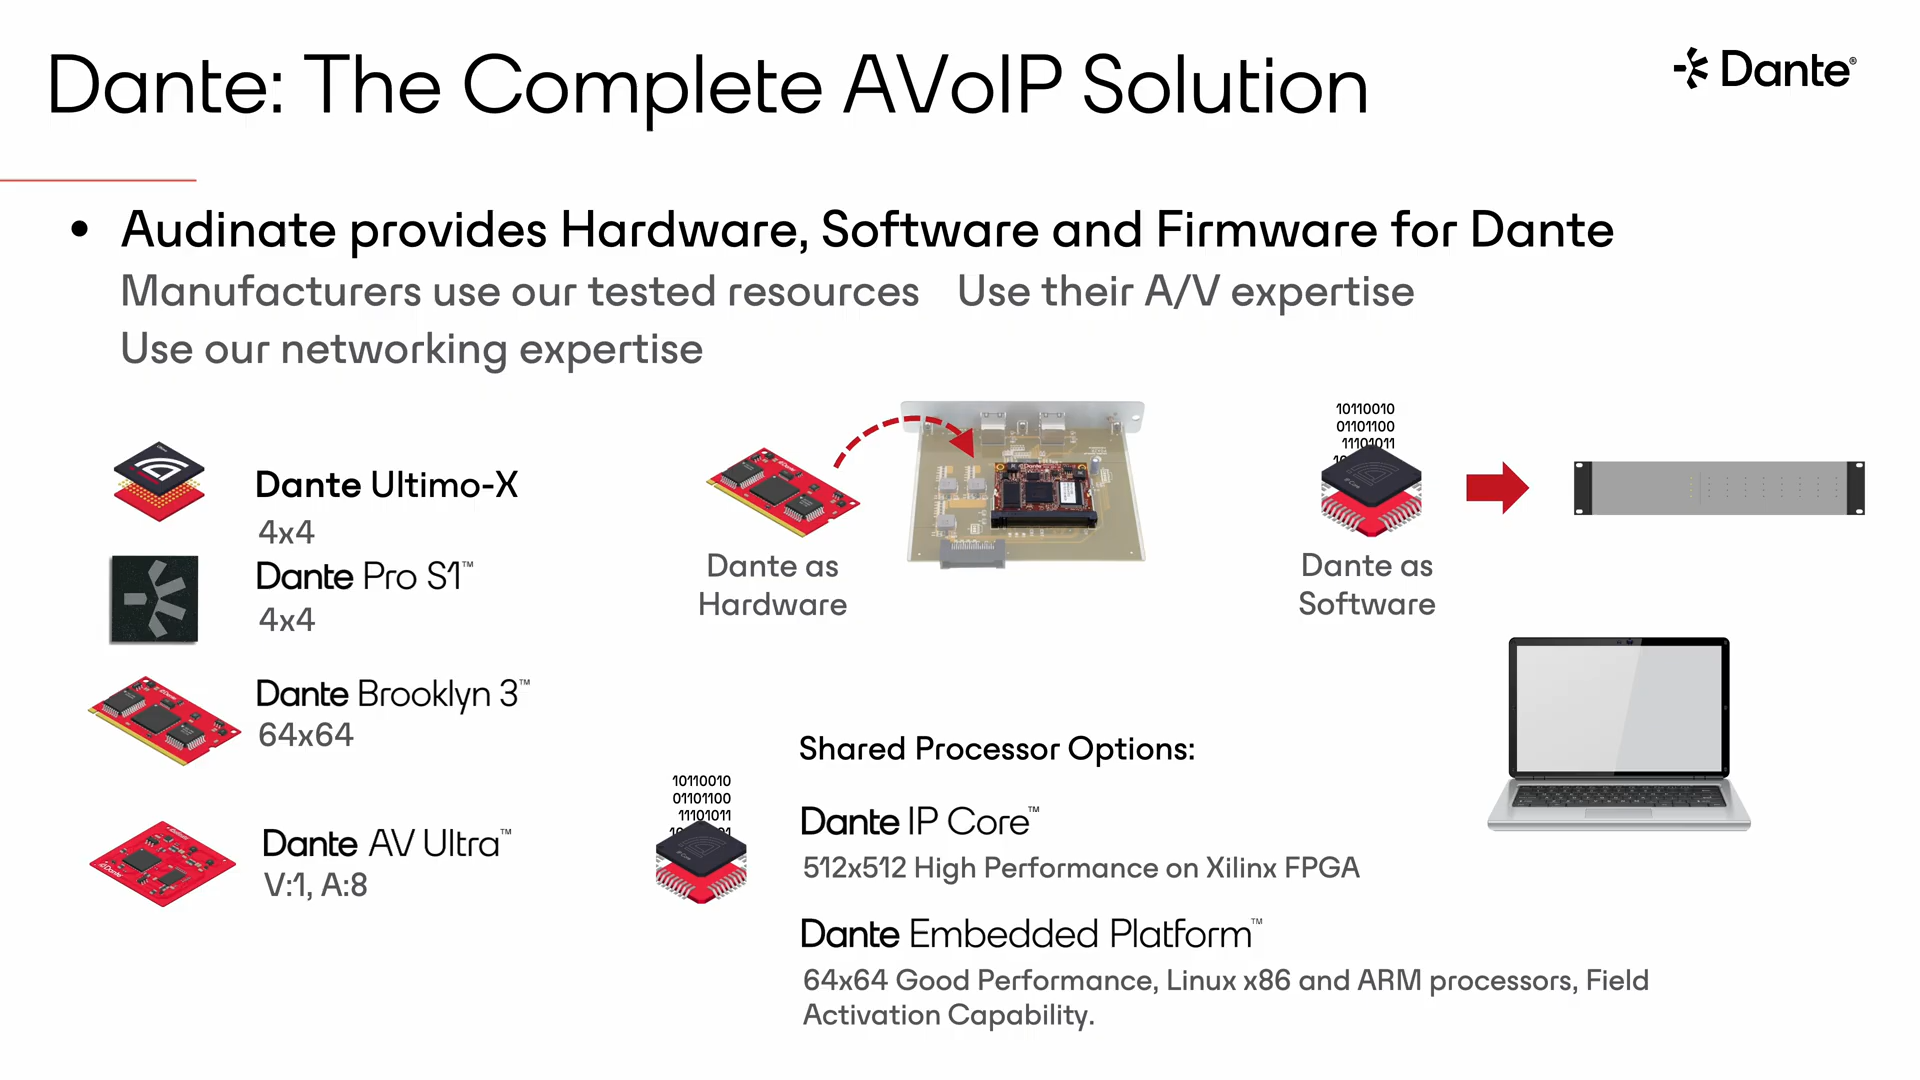 Dante: The Complete AVoIP Solution
Dante®
• Audinate provides Hardware, Software and Firmware for Dante
Manufacturers use our tested resources Use their A/V expertise
Use our networking expertise
Dante Ultimo-X
4x4
Dante Pro S1™
4x4
Dante Brooklyn 3™
64x64
Dante AV Ultra™
V:1, A:8
Dante as
Hardware
10110010
01101100
11101011
IP Core
Dante as
Software
Shared Processor Options:
10110010
01101100
11101011
IP Core
Dante IP Core™
512x512 High Performance on Xilinx FPGA
Dante Embedded Platform™
64x64 Good Performance, Linux x86 and ARM processors, Field
Activation Capability.